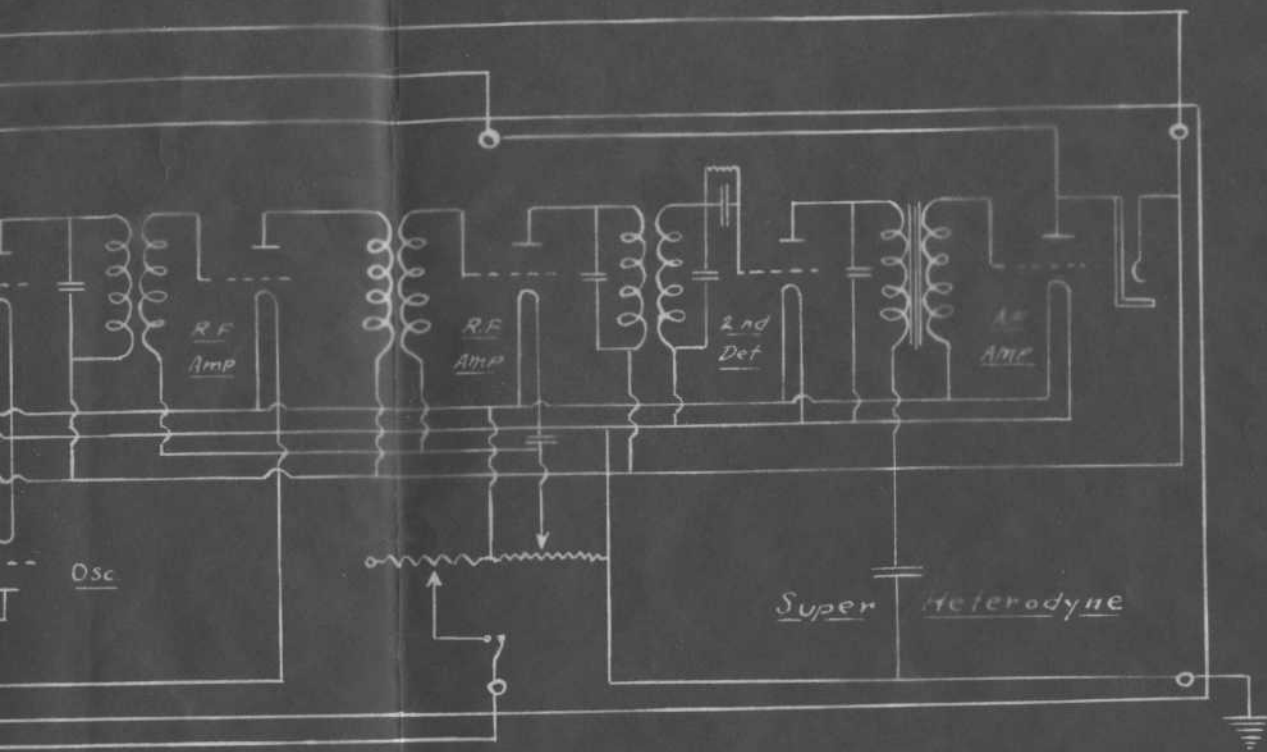 R.F
Amp
R.F
Amp
2nd
Det
A.F
Amp
Osc
Super Heterodyne